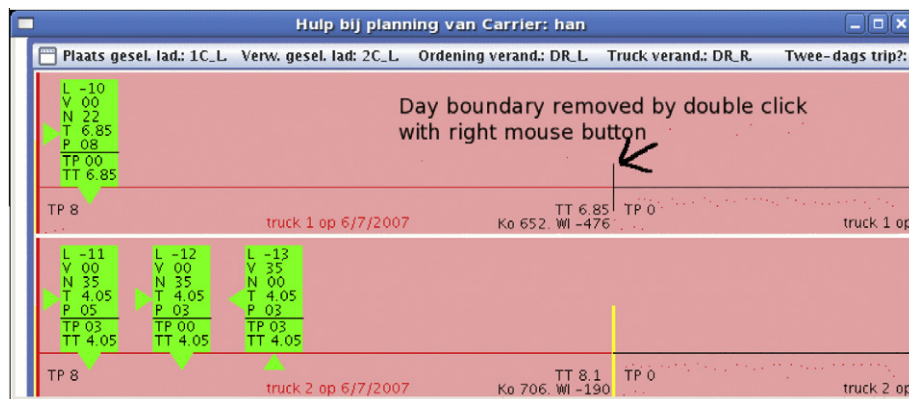 Hulp bij planning van Carrier: han
Plaats gesel. lad.: 1C_L. Verw. gesel. lad: 2C_L. Ordening verand.: DR_L. Truck verand.: DR_R. Twee-dags trip?:
L -10
V 00
N 22
T 6.85
P 08
TP 00
TT 6.85
Day boundary removed by double click
with right mouse button
TP 8
TT 6.85 TP 0
truck 1 op 6/7/2007
Ko 652. WI -476
truck 1 op
L -11 L -12 L -13
V 00 V 00 V 35
N 35 N 35 N 00
T 4.05 T 4.05 T 4.05
P 05 P 03 P 03
TP 03 TP 00 TP 03
TT 4.05 TT 4.05 TT 4.05
TP 8
TT 8.1 TP 0
truck 2 op 6/7/2007
Ko 706. WI -190
truck 2 op